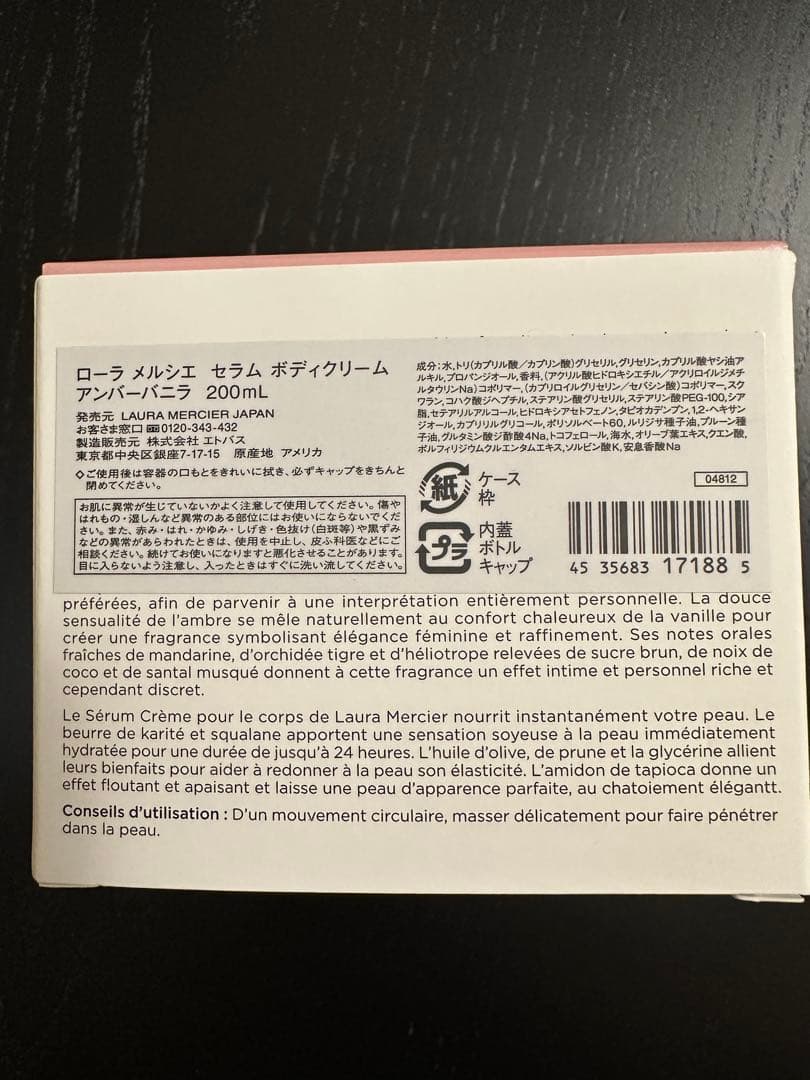 ローラ メルシエ セラム ボディクリーム
アンバーバニラ 200mL
発売元 LAURA MERCIER JAPAN
お客さま窓口 0120-343-432
製造販売元 株式会社 エトバス
東京都中央区銀座7-17-15 原産地 アメリカ
◇ご使用後は容器の口もとをきれいに拭き、必ずキャップをきちんと
閉めてください。
お肌に異常が生じていないかよく注意して使用してください。傷や
はれもの・湿しんなど異常のある部位にはお使いにならないでくだ
さい。また、赤み・はれ・かゆみ・しげき・色抜け(白斑等)や黒ずみ
などの異常があらわれたときは、使用を中止し、皮ふ科医などにご
相談ください。続けてお使いになりますと悪化させることがあります。
目に入らないよう注意し、入ったときはすぐに洗い流してください。
成分:水、トリ(カプリル酸/カプリン酸)グリセリル、グリセリン、カプリル酸ヤシ油ア
ルキル、プロパンジオール、香料、(アクリル酸ヒドロキシエチル/アクリロイルジメチ
ルタウリンNa)コポリマー、(カプリロイルグリセリン/セバシン酸)コポリマー、スク
ワラン、コハク酸ジヘプチル、ステアリン酸グリセリル、ステアリン酸PEG-100、シア
脂、セテアリルアルコール、ヒドロキシアセトフェノン、タピオカデンプン、1,2-ヘキサン
ジオール、カプリリルグリコール、ポリソルベート60、ルリジサ種子油、プルーン種
子油、グルタミン酸ジ酢酸4Na、トコフェロール、海水、オリーブ葉エキス、クエン酸、
ポルフィリジウムクルエンタムエキス、ソルビン酸K、安息香酸Na
紙 ケース
枠
プラ 内蓋
ボトル
キャップ
04812
4 535683 171885
préférées, afin de parvenir à une interprétation entièrement personnelle. La douce
sensualité de l'ambre se mêle naturellement au confort chaleureux de la vanille pour
créer une fragrance symbolisant élégance féminine et raffinement. Ses notes orales
fraîches de mandarine, d'orchidée tigre et d'héliotrope relevées de sucre brun, de noix de
coco et de santal musqué donnent à cette fragrance un effet intime et personnel riche et
cependant discret.
Le Sérum Crème pour le corps de Laura Mercier nourrit instantanément votre peau. Le
beurre de karité et squalane apportent une sensation soyeuse à la peau immédiatement
hydratée pour une durée de jusqu'à 24 heures. L'huile d'olive, de prune et la glycérine allient
leurs bienfaits pour aider à redonner à la peau son élasticité. L'amidon de tapioca donne un
effet floutant et apaisant et laisse une peau d'apparence parfaite, au chatoiement élégantt.
Conseils d'utilisation : D'un mouvement circulaire, masser délicatement pour faire pénétrer
dans la peau.